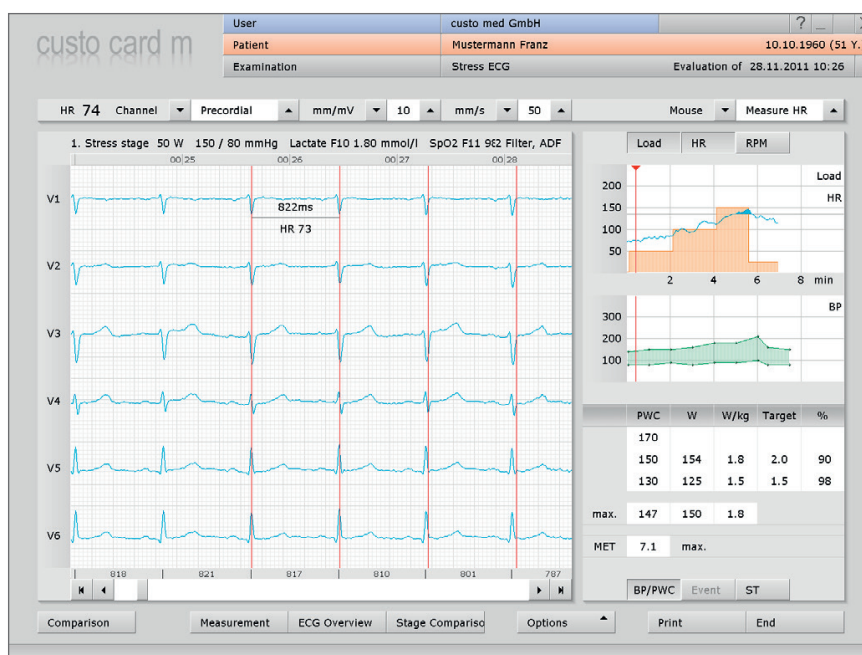 custo card m
User custo med GmbH ? _
Patient Mustermann Franz 10.10.1960 (51 Y.
Examination Stress ECG Evaluation of 28.11.2011 10:26
HR 74 Channel Precordial mm/mV 10 mm/s 50 Mouse Measure HR
1. Stress stage 50 W 150 / 80 mmHg Lactate F10 1.80 mmol/l SpO2 F11 982 Filter, ADF
00:25 00:26 00:27 00:28
V1
822ms
HR 73
V2
V3
V4
V5
V6
818 821 817 810 801 787
Load HR RPM
Load
HR
200
150
100
50
2 4 6 8 min
BP
300
200
100
PWC W W/kg Target %
170
150 154 1.8 2.0 90
130 125 1.5 1.5 98
max. 147 150 1.8
MET 7.1 max.
BP/PWC Event ST
Comparison Measurement ECG Overview Stage Compariso Options Print End